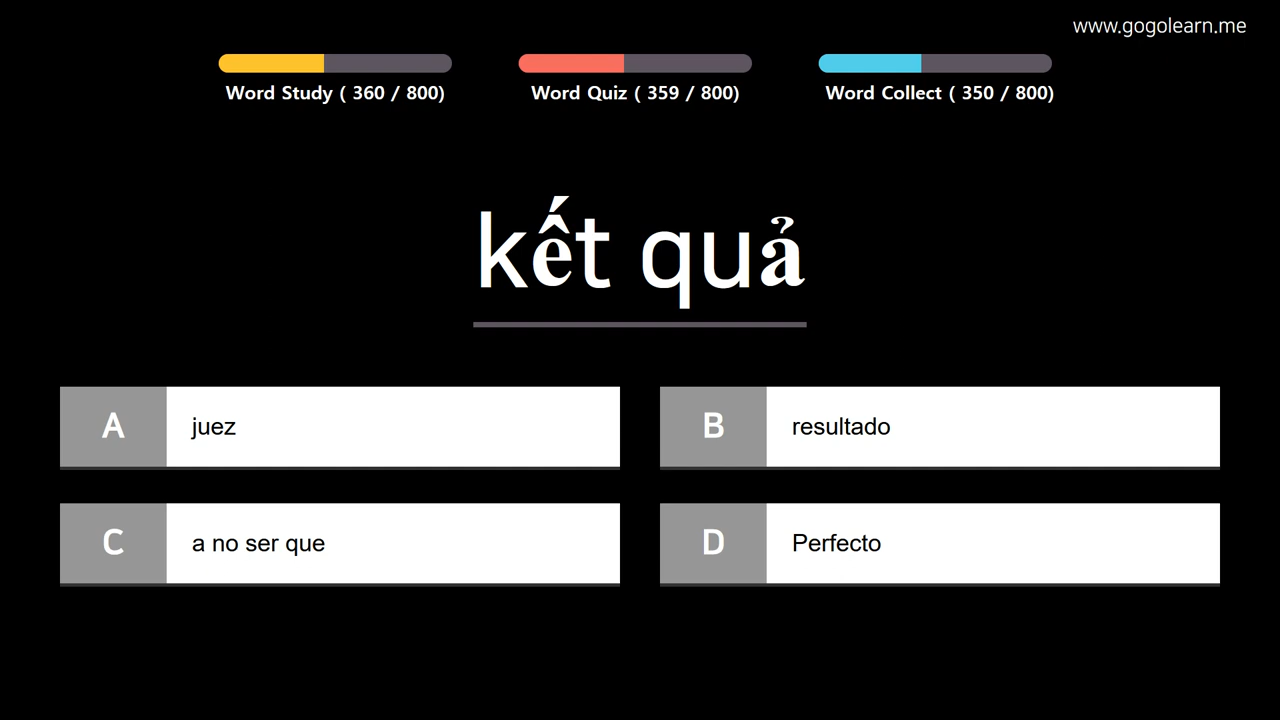 www.gogolearn.me
Word Study ( 360 / 800)
Word Quiz ( 359 / 800)
Word Collect ( 350 / 800)
kết quả
A juez
B resultado
C a no ser que
D Perfecto